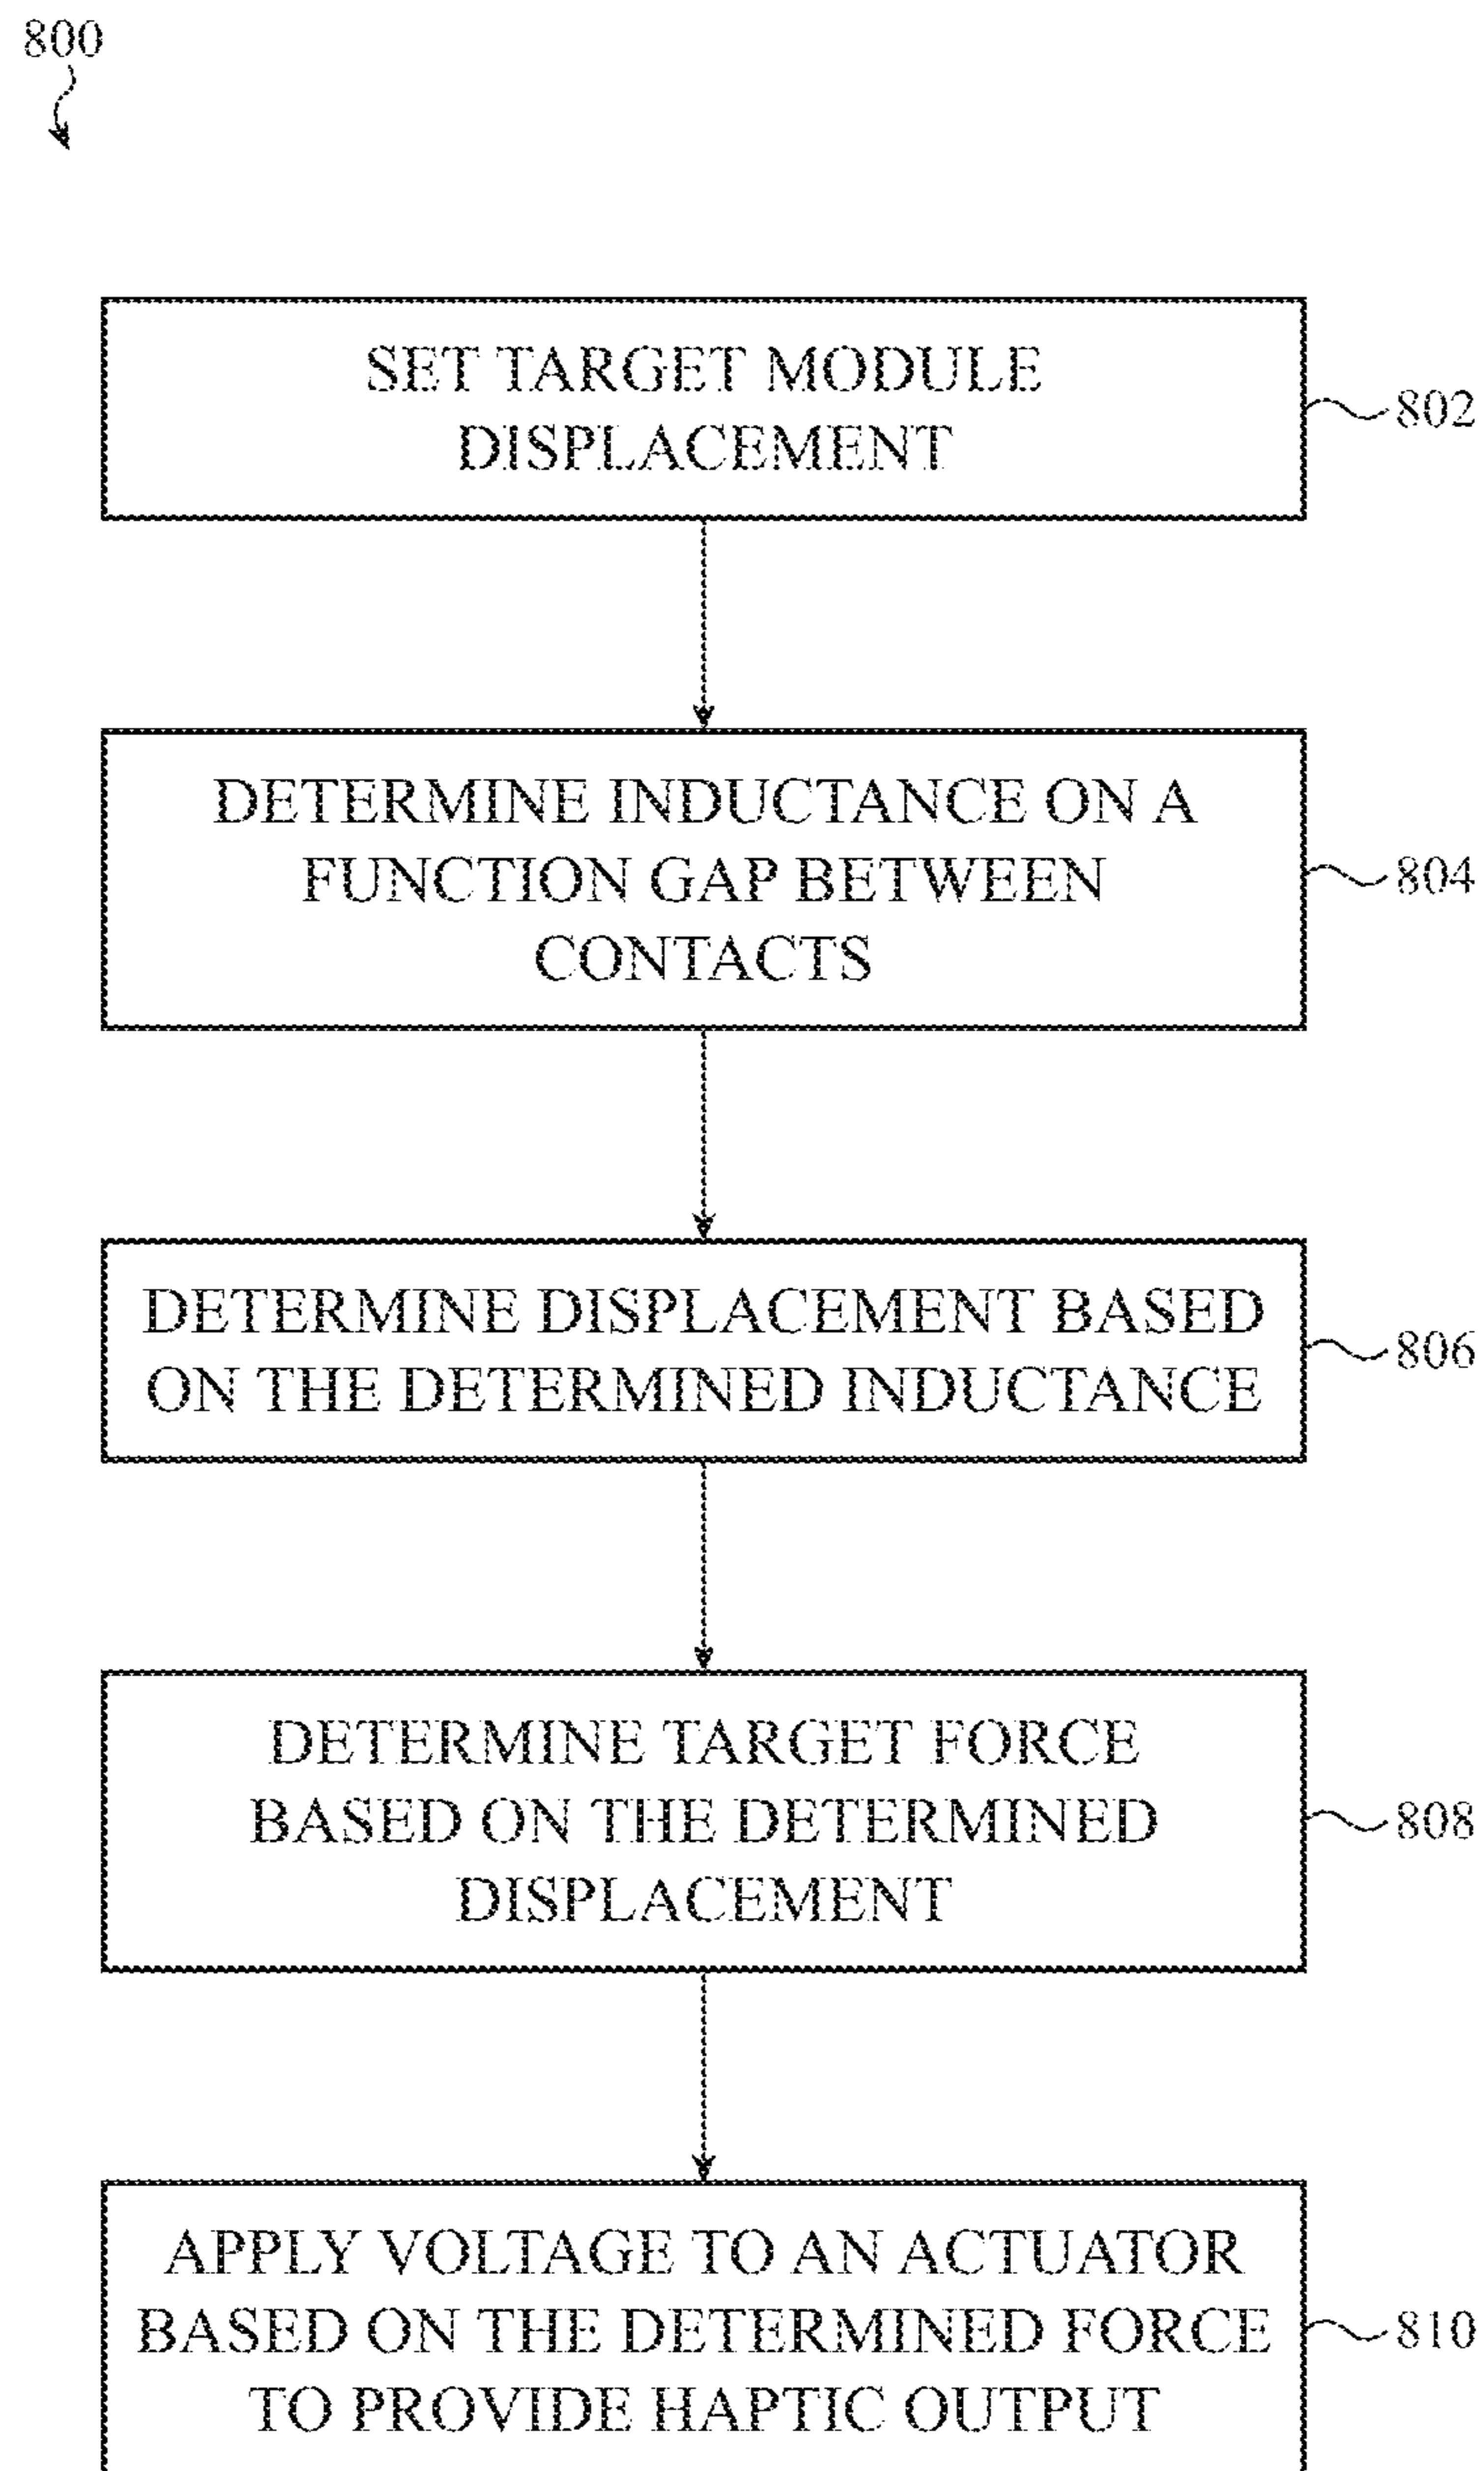 800
SET TARGET MODULE
DISPLACEMENT
802
DETERMINE INDUCTANCE ON A
FUNCTION GAP BETWEEN
CONTACTS
804
DETERMINE DISPLACEMENT BASED
ON THE DETERMINED INDUCTANCE
806
DETERMINE TARGET FORCE
BASED ON THE DETERMINED
DISPLACEMENT
808
APPLY VOLTAGE TO AN ACTUATOR
BASED ON THE DETERMINED FORCE
TO PROVIDE HAPTIC OUTPUT
810